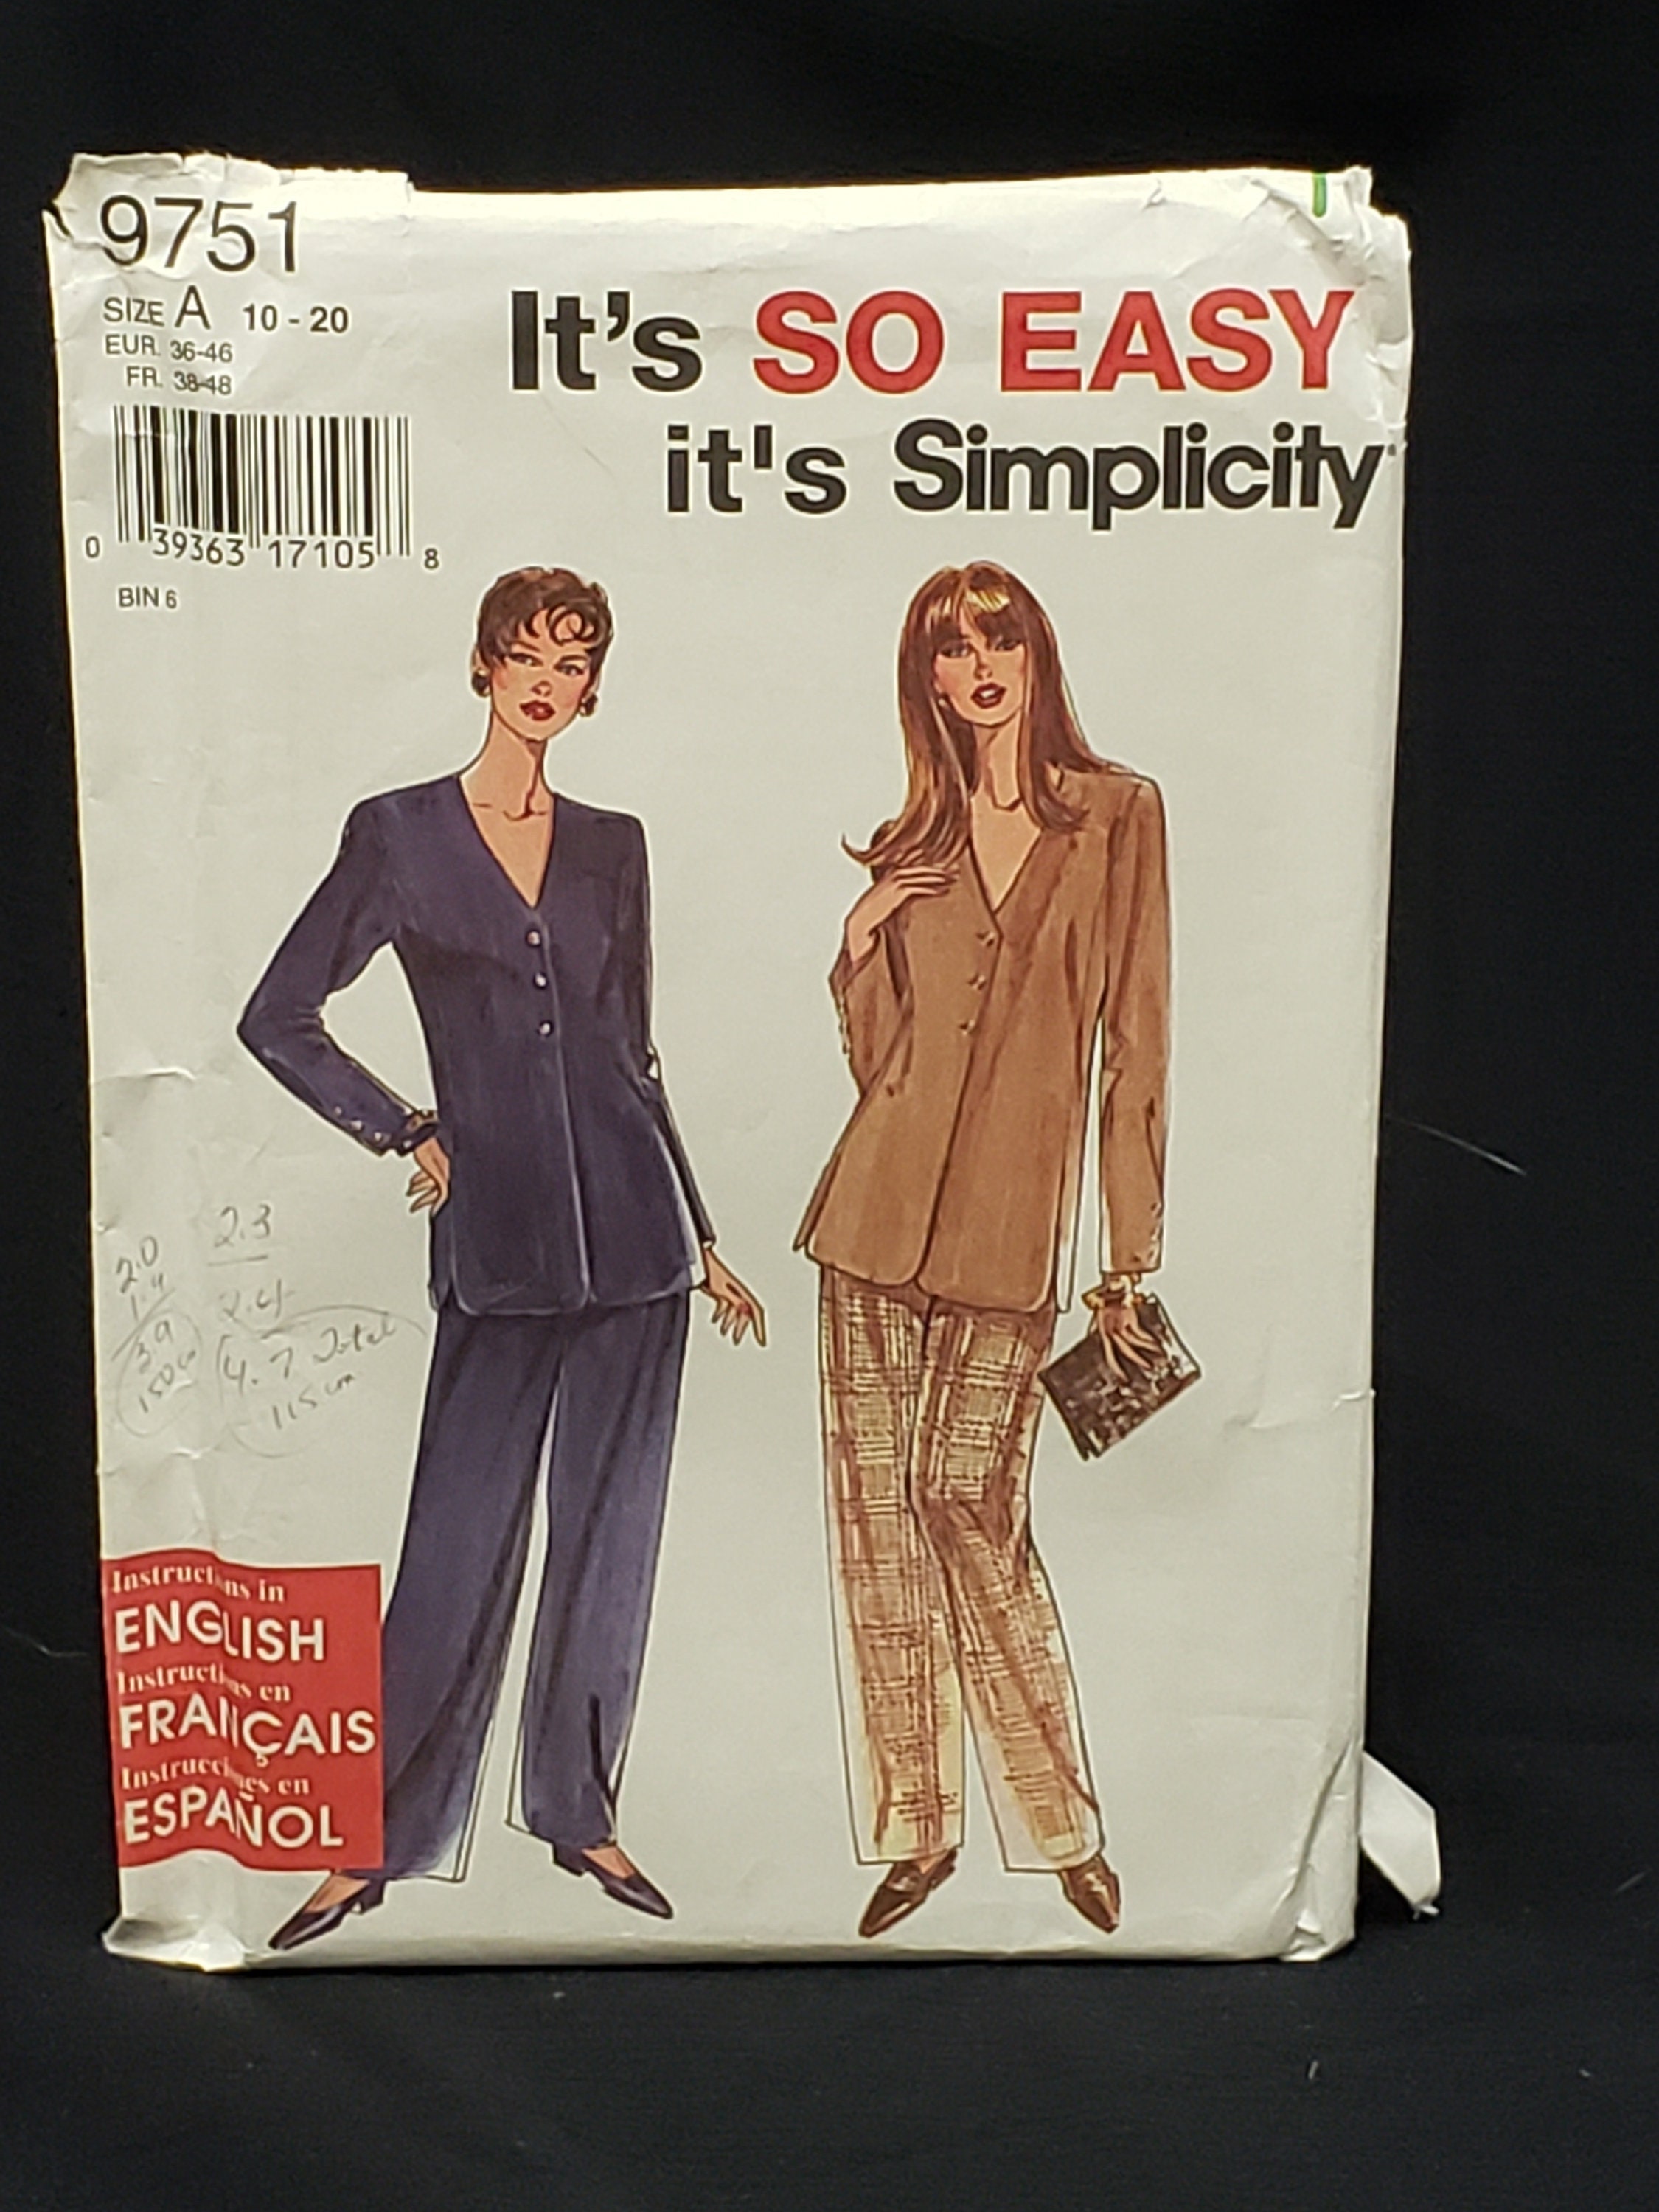 9751
SIZE A 10 - 20
EUR. 36-46
FR. 38-48
0 39363 17105 8
BIN 6
It's SO EASY
it's Simplicity
2.3
2.4
4.7 Total
115 cm
2.0
1.9
3.9
150 cm
Instructions in
ENGLISH
Instructions en
FRANÇAIS
Instrucciones en
ESPAÑOL